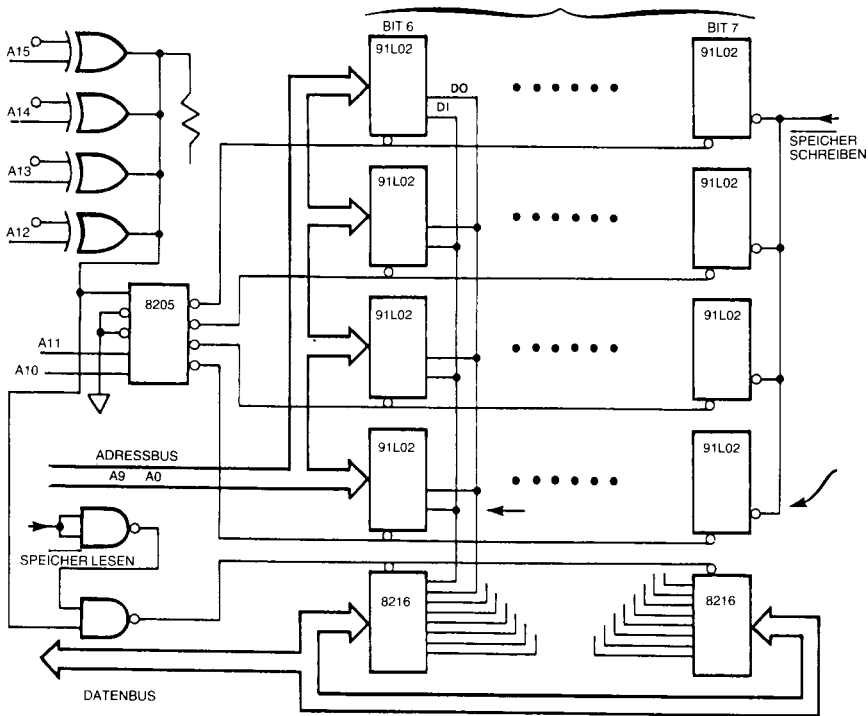 BIT 6
BIT 7
91L02
91L02
A15
DO
DI
A14
SPEICHER
SCHREIBEN
A13
91L02
91L02
A12
8205
91L02
91L02
A11
A10
91L02
91L02
ADRESSBUS
A9 A0
SPEICHER LESEN
8216
8216
DATENBUS